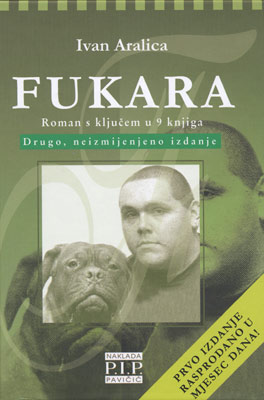 Ivan Aralica
FUKARA
Roman s ključem u 9 knjiga
Drugo, neizmijenjeno izdanje
PRVO IZDANJE
RASPRODANO U
MJESEC DANA!
NAKLADA
P.I.P.
PAVIČIĆ